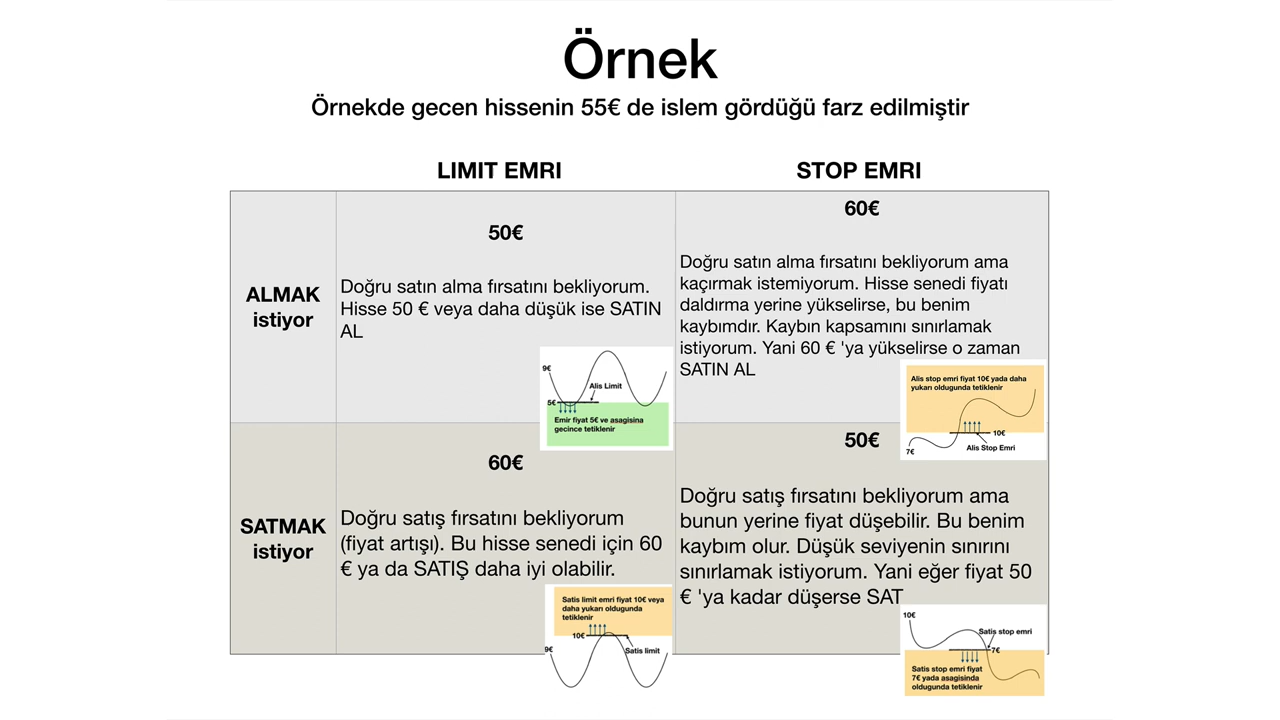 Örnek
Örnekde gecen hissenin 55€ de islem gördüğü farz edilmiştir
LIMIT EMRI
STOP EMRI
ALMAK
istiyor
50€
Doğru satın alma fırsatını bekliyorum.
Hisse 50 € veya daha düşük ise SATIN
AL
9€
Alis Limit
5€
Emir fiyat 5€ ve asagisina
gecince tetiklenir
60€
Doğru satın alma fırsatını bekliyorum ama
kaçırmak istemiyorum. Hisse senedi fiyatı
daldırma yerine yükselirse, bu benim
kaybımdır. Kaybın kapsamını sınırlamak
istiyorum. Yani 60 € 'ya yükselirse o zaman
SATIN AL
Alis stop emri fiyat 10€ yada daha
yukarı oldugunda tetiklenir
10€
7€
Alis Stop Emri
SATMAK
istiyor
60€
Doğru satış fırsatını bekliyorum
(fiyat artışı). Bu hisse senedi için 60
€ ya da SATIŞ daha iyi olabilir.
Satis limit emri fiyat 10€ veya
daha yukarı oldugunda
tetiklenir
10€
9€
Satis limit
50€
Doğru satış fırsatını bekliyorum ama
bunun yerine fiyat düşebilir. Bu benim
kaybım olur. Düşük seviyenin sınırını
sınırlamak istiyorum. Yani eğer fiyat 50
€ 'ya kadar düşerse SAT
10€
Satis stop emri
7€
Satis stop emri fiyat
7€ yada asagisinda
oldugunda tetiklenir